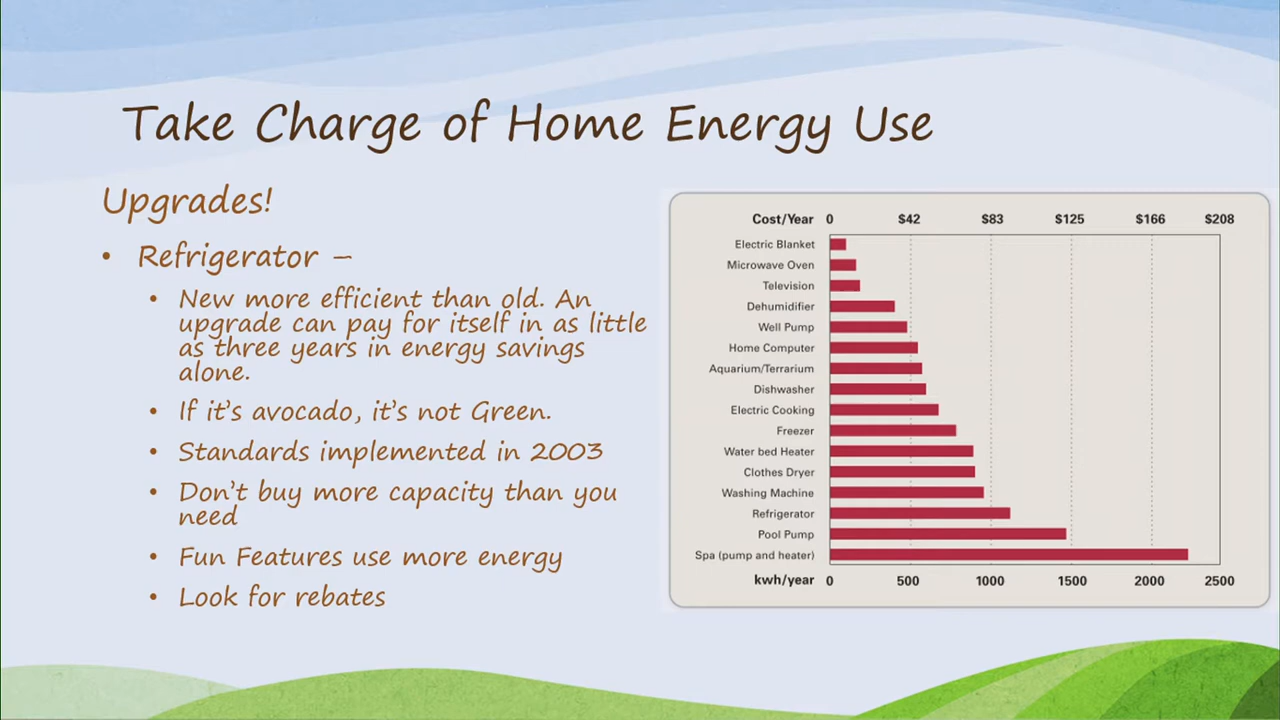 Take Charge of Home Energy Use
Upgrades!
• Refrigerator –
• New more efficient than old. An
upgrade can pay for itself in as little
as three years in energy savings
alone.
• If it's avocado, it's not Green.
• Standards implemented in 2003
• Don't buy more capacity than you
need
• Fun Features use more energy
• Look for rebates
Cost/Year 0 $42 $83 $125 $166 $208
Electric Blanket
Microwave Oven
Television
Dehumidifier
Well Pump
Home Computer
Aquarium/Terrarium
Dishwasher
Electric Cooking
Freezer
Water bed Heater
Clothes Dryer
Washing Machine
Refrigerator
Pool Pump
Spa (pump and heater)
kwh/year 0 500 1000 1500 2000 2500